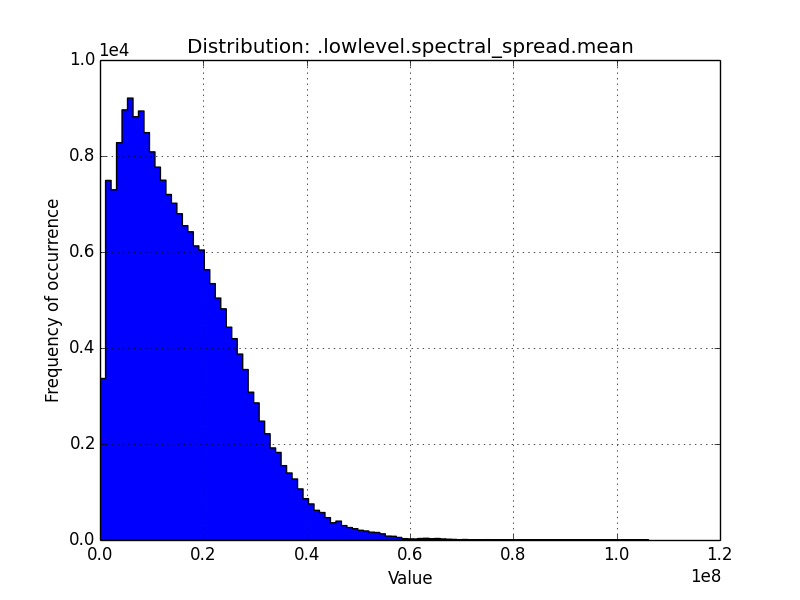 Distribution: .lowlevel.spectral_spread.mean
1e4
1.0
0.8
0.6
0.4
0.2
0.0
Frequency of occurrence
0.0 0.2 0.4 0.6 0.8 1.0 1.2
Value
1e8